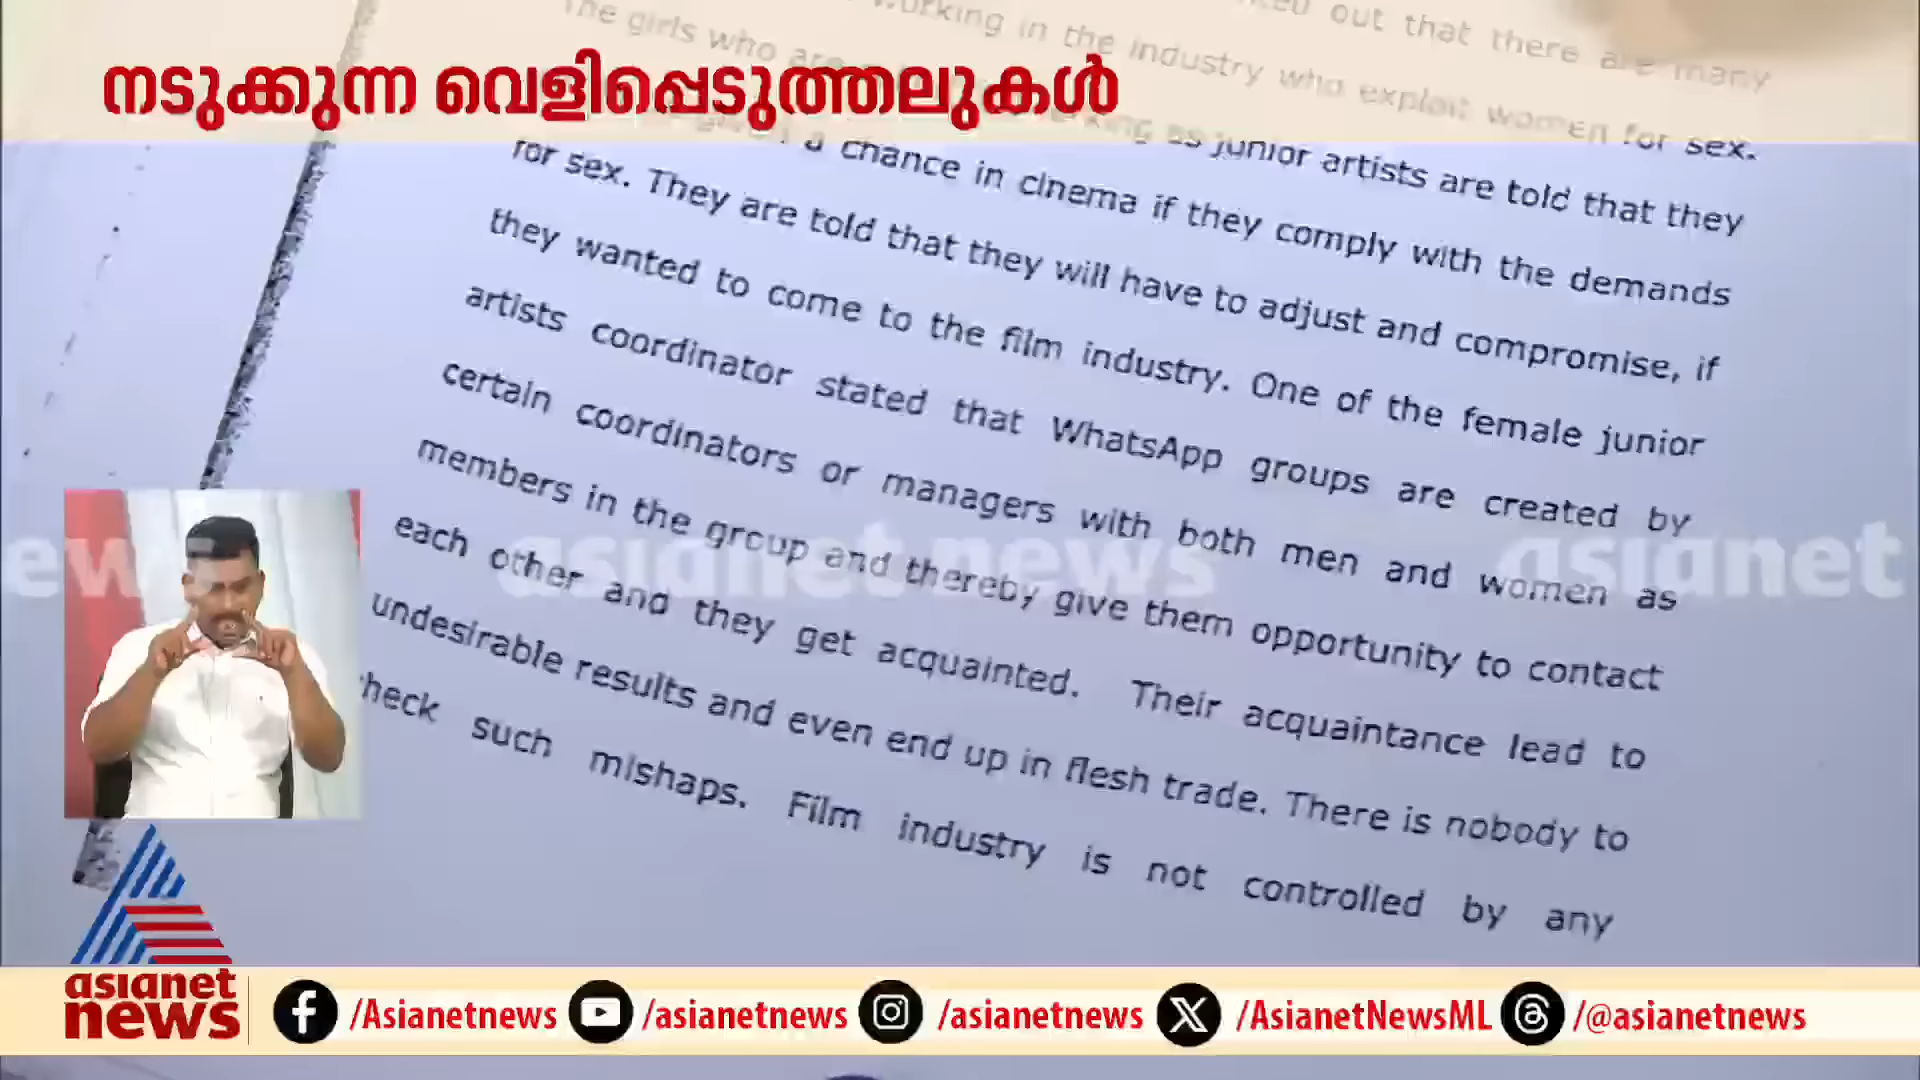 നടുക്കുന്ന വെളിപ്പെടുത്തലുകൾ
out that there are many
working in the industry who exploit women for sex.
The girls who are as junior artists are told that they
a chance in cinema if they comply with the demands
for sex. They are told that they will have to adjust and compromise, if
they wanted to come to the film industry. One of the female junior
artists coordinator stated that WhatsApp groups are created by
certain coordinators or managers with both men and women as
members in the group and thereby give them opportunity to contact
each other and they get acquainted. Their acquaintance lead to
undesirable results and even end up in flesh trade. There is nobody to
such mishaps. Film industry is not controlled by any
ews asianet news asianet
asianet
news
/Asianetnews /asianetnews /asianetnews /AsianetNewsML /@asianetnews